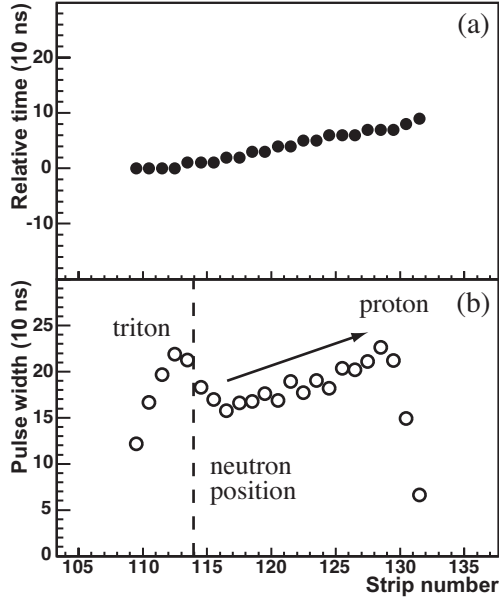 (a)
Relative time (10 ns)
20
10
0
-10
(b)
Pulse width (10 ns)
25
20
15
10
5
0
triton
proton
neutron
position
105
110
115
120
125
130
135
Strip number